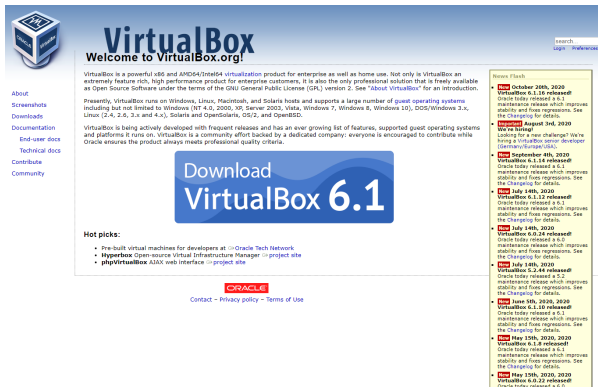 VirtualBox
search...
Login Preferences
Welcome to VirtualBox.org!
About
Screenshots
Downloads
Documentation
End-user docs
Technical docs
Contribute
Community
VirtualBox is a powerful x86 and AMD64/Intel64 virtualization product for enterprise as well as home use. Not only is VirtualBox an
extremely feature rich, high performance product for enterprise customers, it is also the only professional solution that is freely available
as Open Source Software under the terms of the GNU General Public License (GPL) version 2. See "About VirtualBox" for an introduction.
Presently, VirtualBox runs on Windows, Linux, Macintosh, and Solaris hosts and supports a large number of guest operating systems
including but not limited to Windows (NT 4.0, 2000, XP, Server 2003, Vista, Windows 7, Windows 8, Windows 10), DOS/Windows 3.x,
Linux (2.4, 2.6, 3.x and 4.x), Solaris and OpenSolaris, OS/2, and OpenBSD.
VirtualBox is being actively developed with frequent releases and has an ever growing list of features, supported guest operating systems
and platforms it runs on. VirtualBox is a community effort backed by a dedicated company: everyone is encouraged to contribute while
Oracle ensures the product always meets professional quality criteria.
Download
VirtualBox 6.1
Hot picks:
Pre-built virtual machines for developers at Oracle Tech Network
Hyperbox Open-source Virtual Infrastructure Manager project site
phpVirtualBox AJAX web interface project site
ORACLE
Contact – Privacy policy – Terms of Use
News Flash
New October 20th, 2020
VirtualBox 6.1.16 released!
Oracle today released a 6.1
maintenance release which improves
stability and fixes regressions. See
the Changelog for details.
Important August 3rd, 2020
We're hiring!
Looking for a new challenge? We're
hiring a VirtualBox senior developer
(Germany/Europe/USA).
New September 4th, 2020
VirtualBox 6.1.14 released!
Oracle today released a 6.1
maintenance release which improves
stability and fixes regressions. See
the Changelog for details.
New July 14th, 2020
VirtualBox 6.1.12 released!
Oracle today released a 6.1
maintenance release which improves
stability and fixes regressions. See
the Changelog for details.
New July 14th, 2020
VirtualBox 6.0.24 released!
Oracle today released a 6.0
maintenance release which improves
stability and fixes regressions. See
the Changelog for details.
New July 14th, 2020
VirtualBox 5.2.44 released!
Oracle today released a 5.2
maintenance release which improves
stability and fixes regressions. See
the Changelog for details.
New June 5th, 2020, 2020
VirtualBox 6.1.10 released!
Oracle today released a 6.1
maintenance release which improves
stability and fixes regressions. See
the Changelog for details.
New May 15th, 2020, 2020
VirtualBox 6.1.8 released!
Oracle today released a 6.1
maintenance release which improves
stability and fixes regressions. See
the Changelog for details.
New May 15th, 2020, 2020
VirtualBox 6.0.22 released!
Oracle today released a 6.0